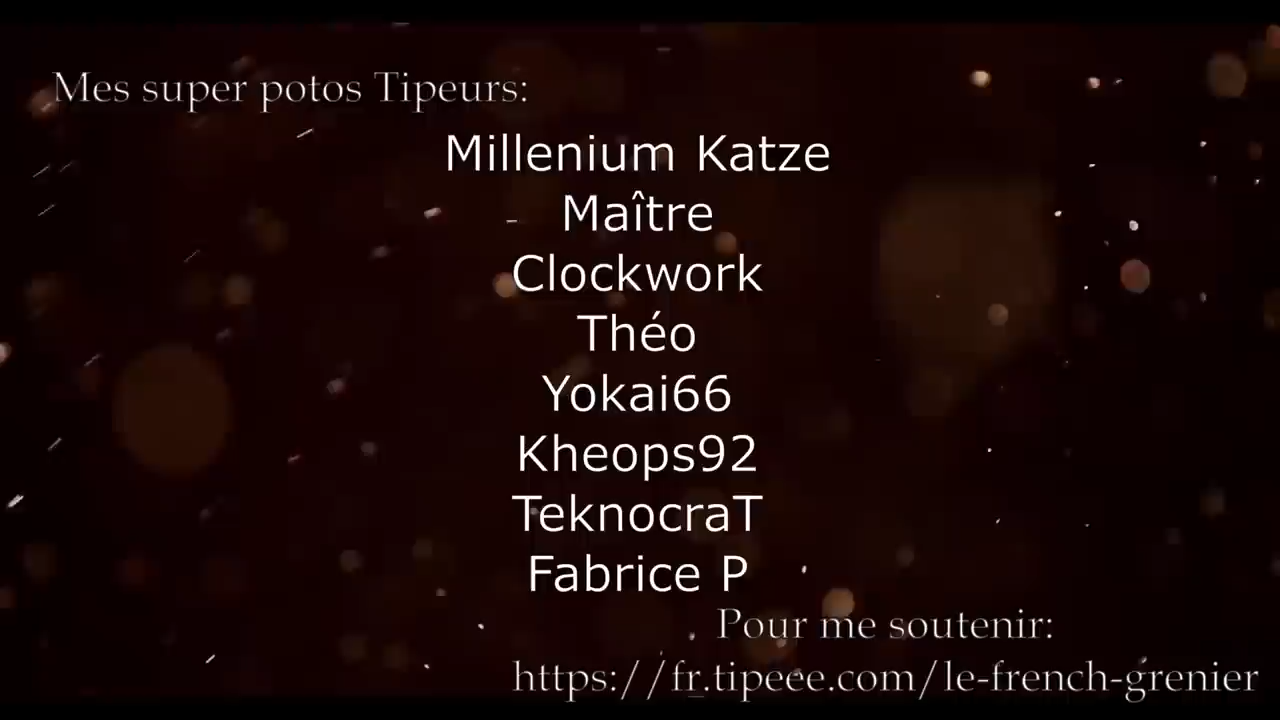 Mes super potos Tipeurs:
Millenium Katze
Maître
Clockwork
Théo
Yokai66
Kheops92
TeknocraT
Fabrice P
Pour me soutenir:
https://fr.tipeee.com/le-french-grenier